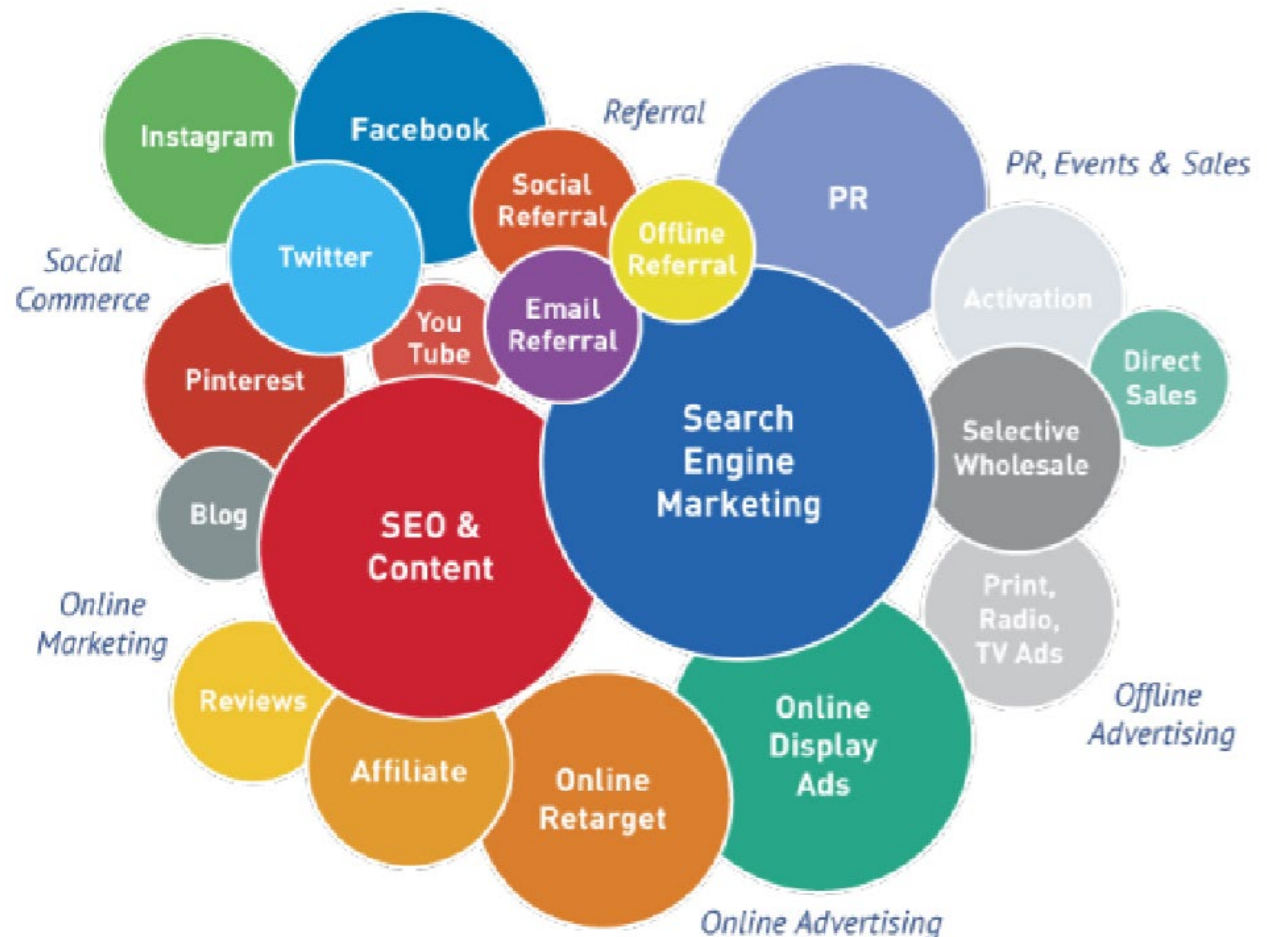 Instagram
Facebook
Referral
PR, Events & Sales
Social
Referral
PR
Offline
Referral
Twitter
Social
Commerce
Activation
You
Tube
Email
Referral
Pinterest
Direct
Sales
Search
Engine
Marketing
Selective
Wholesale
Blog
SEO &
Content
Online
Marketing
Print,
Radio,
TV Ads
Reviews
Offline
Advertising
Affiliate
Online
Retarget
Online
Display
Ads
Online Advertising